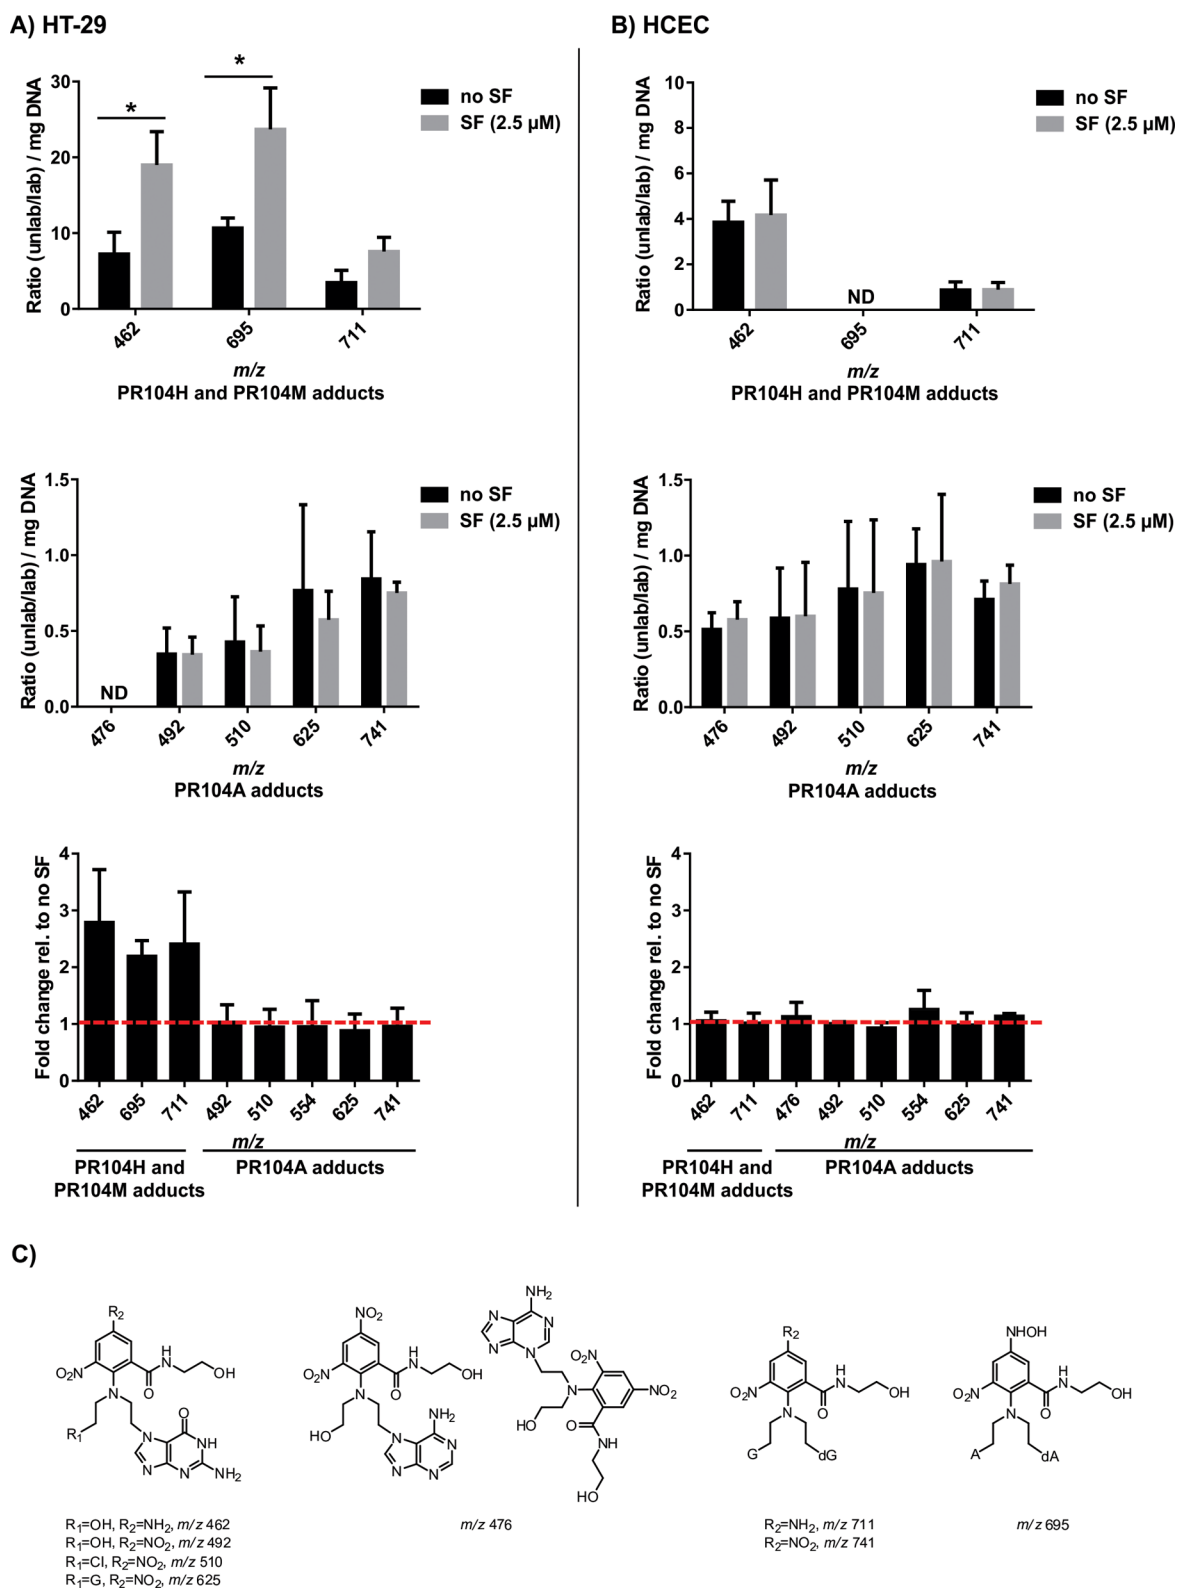 A) HT-29
Ratio (unlab/lab) / mg DNA
30
20
10
0
*
*
no SF
SF (2.5 µM)
462
695
711
m/z
PR104H and PR104M adducts
Ratio (unlab/lab) / mg DNA
1.5
1.0
0.5
0.0
ND
no SF
SF (2.5 µM)
476
492
510
625
741
m/z
PR104A adducts
Fold change rel. to no SF
4
3
2
1
0
462
695
711
492
510
554
625
741
m/z
PR104H and
PR104M adducts
PR104A adducts
B) HCEC
Ratio (unlab/lab) / mg DNA
10
8
6
4
2
0
ND
no SF
SF (2.5 µM)
462
695
711
m/z
PR104H and PR104M adducts
Ratio (unlab/lab) / mg DNA
1.5
1.0
0.5
0.0
no SF
SF (2.5 µM)
476
492
510
625
741
m/z
PR104A adducts
Fold change rel. to no SF
4
3
2
1
0
462
711
476
492
510
554
625
741
m/z
PR104H and
PR104M adducts
PR104A adducts
C)
R2
NO2
H
N
OH
O
N
R1
O
N
NH
N
N
NH2
R1=OH, R2=NH2, m/z 462
R1=OH, R2=NO2, m/z 492
R1=Cl, R2=NO2, m/z 510
R1=G, R2=NO2, m/z 625
NO2
NO2
H
N
OH
O
N
HO
NH2
N
N
N
N
NH2
N
N
N
N
NO2
N
NO2
HO
O
NH
HO
m/z 476
R2
NO2
H
N
OH
O
N
G
dG
R2=NH2, m/z 711
R2=NO2, m/z 741
NHOH
NO2
H
N
OH
O
N
A
dA
m/z 695